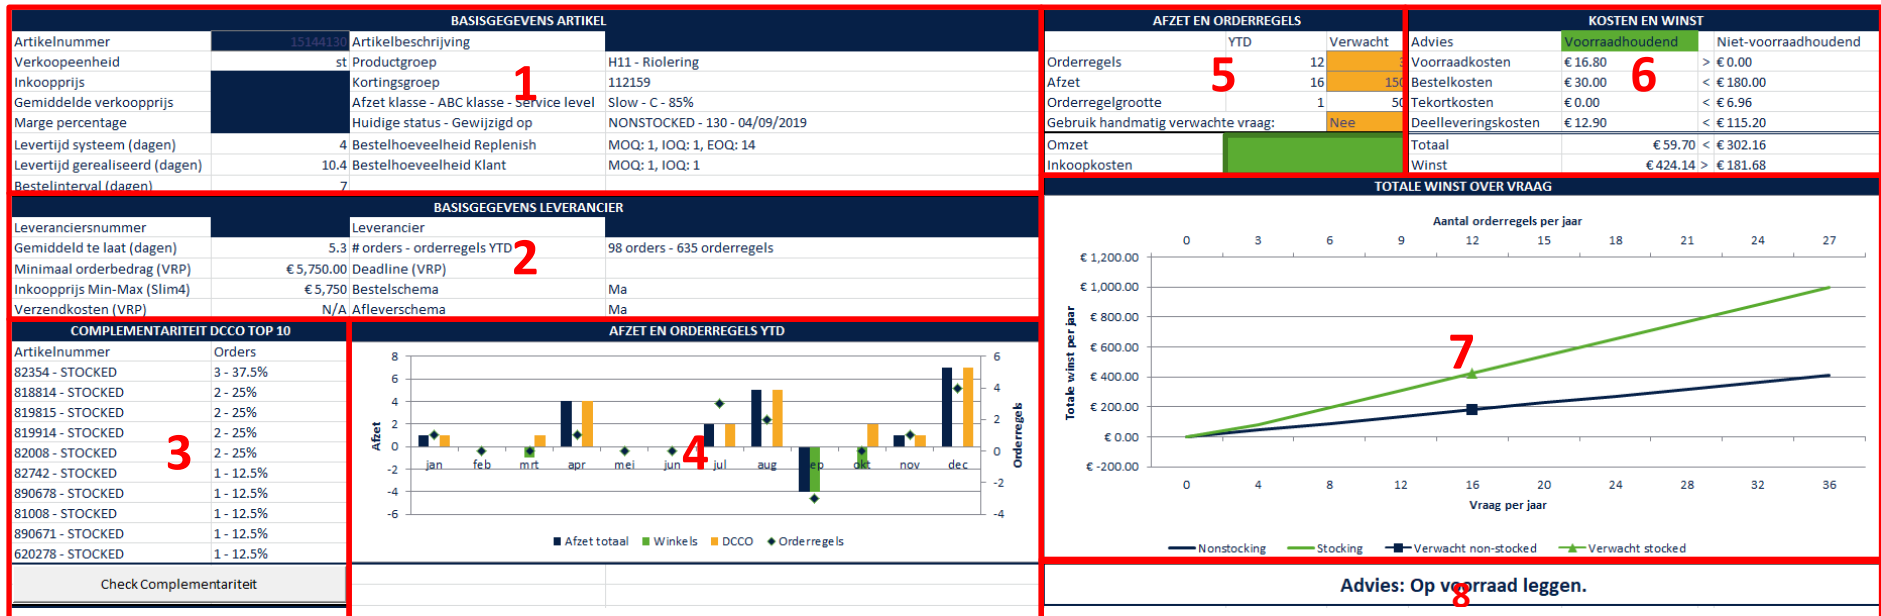 BASISGEGEVENS ARTIKEL
Artikelnummer 15144130 Artikelbeschrijving
Verkoopeenheid st Productgroep H11 - Riolering
Inkoopprijs Kortingsgroep 112159
Gemiddelde verkoopprijs Afzet klasse - ABC klasse - Service level Slow - C - 85%
Marge percentage Huidige status - Gewijzigd op NONSTOCKED - 130 - 04/09/2019
Levertijd systeem (dagen) 4 Bestelhoeveelheid Replenish MOQ: 1, IOQ: 1, EOQ: 14
Levertijd gerealiseerd (dagen) 10.4 Bestelhoeveelheid Klant MOQ: 1, IOQ: 1
Bestelinterval (dagen) 7
1
BASISGEGEVENS LEVERANCIER
Leveranciersnummer Leverancier
Gemiddeld te laat (dagen) 5.3 # orders - orderregels YTD 98 orders - 635 orderregels
Minimaal orderbedrag (VRP) € 5,750.00 Deadline (VRP)
Inkoopprijs Min-Max (Slim4) € 5,750 Bestelschema Ma
Verzendkosten (VRP) N/A Afleverschema Ma
2
COMPLEMENTARITEIT DCCO TOP 10
Artikelnummer Orders
82354 - STOCKED 3 - 37.5%
818814 - STOCKED 2 - 25%
819815 - STOCKED 2 - 25%
819914 - STOCKED 2 - 25%
82008 - STOCKED 2 - 25%
82742 - STOCKED 1 - 12.5%
890678 - STOCKED 1 - 12.5%
81008 - STOCKED 1 - 12.5%
890671 - STOCKED 1 - 12.5%
620278 - STOCKED 1 - 12.5%
3
Check Complementariteit
AFZET EN ORDERREGELS YTD
8 6
6
4 4
2 2
0 0
-2
-2
-4
-6 -4
Afzet
Orderregels
jan feb mrt apr mei jun jul aug sep okt nov dec
4
Afzet totaal Winkels DCCO Orderregels
AFZET EN ORDERREGELS
YTD Verwacht
Orderregels 12 3
Afzet 16 150
Orderregelgrootte 1 50
Gebruik handmatig verwachte vraag: Nee
Omzet
Inkoopkosten
5
KOSTEN EN WINST
Advies Voorraadhoudend Niet-voorraadhoudend
Voorraadkosten € 16.80 > € 0.00
Bestelkosten € 30.00 < € 180.00
Tekortkosten € 0.00 < € 6.96
Deelleveringskosten € 12.90 < € 115.20
Totaal € 59.70 < € 302.16
Winst € 424.14 > € 181.68
6
TOTALE WINST OVER VRAAG
Aantal orderregels per jaar
0 3 6 9 12 15 18 21 24 27
€ 1,200.00
€ 1,000.00
€ 800.00
€ 600.00
€ 400.00
€ 200.00
€ 0.00
€ -200.00
Totale winst per jaar
7
0 4 8 12 16 20 24 28 32 36
Vraag per jaar
Nonstocking Stocking Verwacht non-stocked Verwacht stocked
Advies: Op voorraad leggen.
8